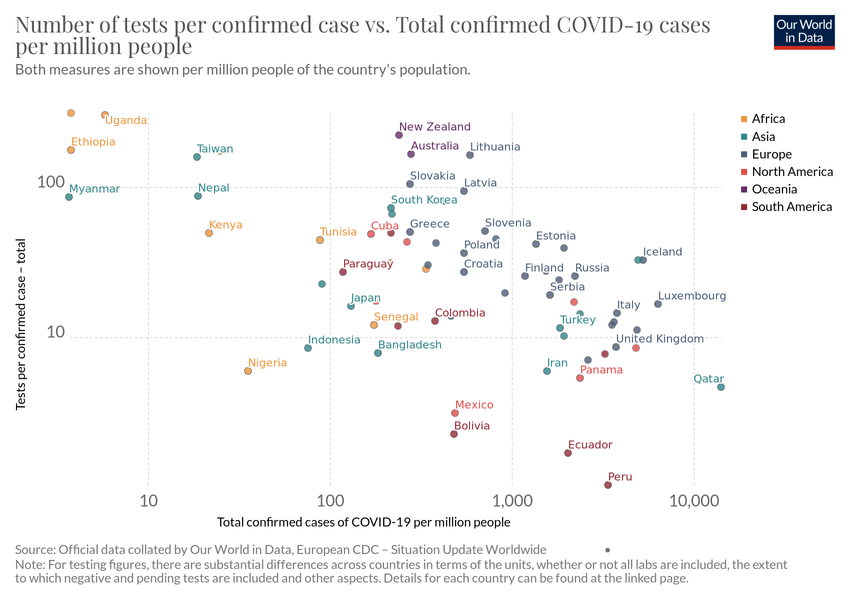 Number of tests per confirmed case vs. Total confirmed COVID-19 cases
per million people
Our World
in Data
Both measures are shown per million people of the country's population.
Uganda
Ethiopia
Taiwan
Myanmar
Nepal
Kenya
New Zealand
Australia
Lithuania
Slovakia
Latvia
South Korea
Tunisia
Cuba
Greece
Slovenia
Estonia
Poland
Iceland
Paraguay
Croatia
Finland
Russia
Serbia
Japan
Luxembourg
Senegal
Colombia
Italy
Turkey
Indonesia
Bangladesh
United Kingdom
Nigeria
Iran
Panama
Qatar
Mexico
Bolivia
Ecuador
Peru
Africa
Asia
Europe
North America
Oceania
South America
100
10
Tests per confirmed case – total
10
100
1,000
10,000
Total confirmed cases of COVID-19 per million people
Source: Official data collated by Our World in Data, European CDC – Situation Update Worldwide
Note: For testing figures, there are substantial differences across countries in terms of the units, whether or not all labs are included, the extent
to which negative and pending tests are included and other aspects. Details for each country can be found at the linked page.